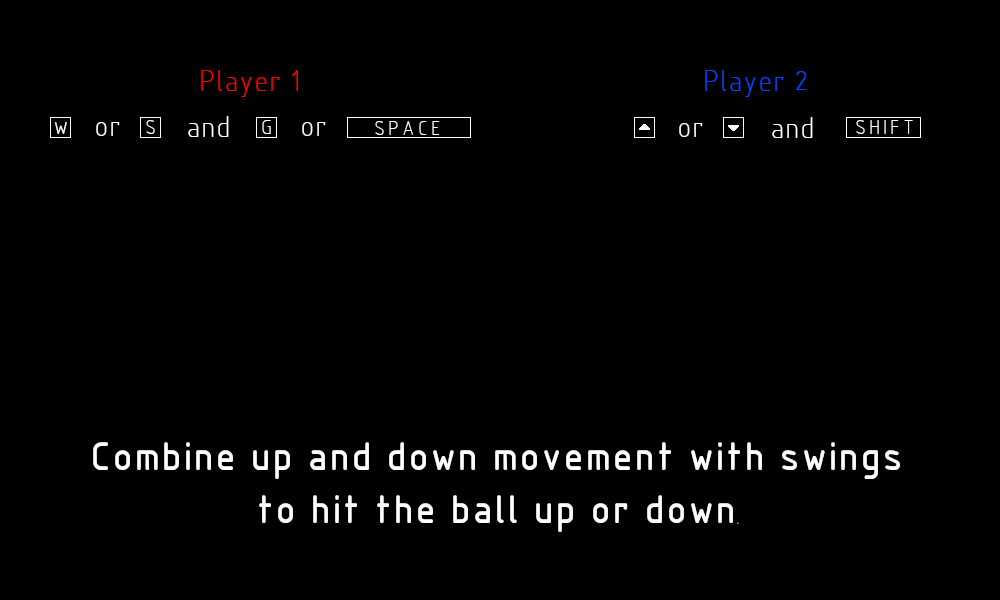 Player 1
Player 2
W or S and G or SPACE
or and SHIFT
Combine up and down movement with swings
to hit the ball up or down.